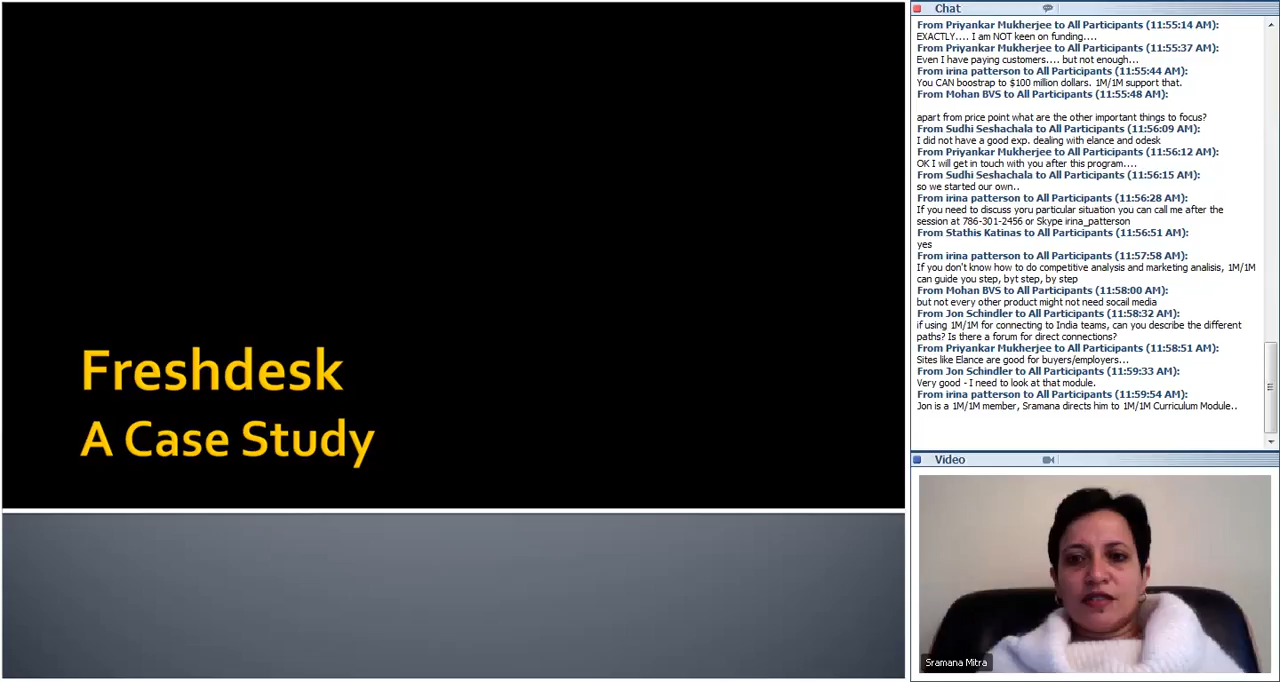 Freshdesk
A Case Study
Chat
From Priyankar Mukherjee to All Participants (11:55:14 AM):
EXACTLY.... I am NOT keen on funding....
From Priyankar Mukherjee to All Participants (11:55:37 AM):
Even I have paying customers.... but not enough...
From irina patterson to All Participants (11:55:44 AM):
You CAN boostrap to $100 million dollars. 1M/1M support that.
From Mohan BVS to All Participants (11:55:48 AM):
apart from price point what are the other important things to focus?
From Sudhi Seshachala to All Participants (11:56:09 AM):
I did not have a good exp. dealing with elance and odesk
From Priyankar Mukherjee to All Participants (11:56:12 AM):
OK I will get in touch with you after this program....
From Sudhi Seshachala to All Participants (11:56:15 AM):
so we started our own..
From irina patterson to All Participants (11:56:28 AM):
If you need to discuss yoru particular situation you can call me after the
session at 786-301-2456 or Skype irina_patterson
From Stathis Katinas to All Participants (11:56:51 AM):
yes
From irina patterson to All Participants (11:57:58 AM):
If you don't know how to do competitive analysis and marketing analisis, 1M/1M
can guide you step, byt step, by step
From Mohan BVS to All Participants (11:58:00 AM):
but not every other product might not need socail media
From Jon Schindler to All Participants (11:58:32 AM):
if using 1M/1M for connecting to India teams, can you describe the different
paths? Is there a forum for direct connections?
From Priyankar Mukherjee to All Participants (11:58:51 AM):
Sites like Elance are good for buyers/employers...
From Jon Schindler to All Participants (11:59:33 AM):
Very good - I need to look at that module.
From irina patterson to All Participants (11:59:54 AM):
Jon is a 1M/1M member, Sramana directs him to 1M/1M Curriculum Module..
Video
Sramana Mitra